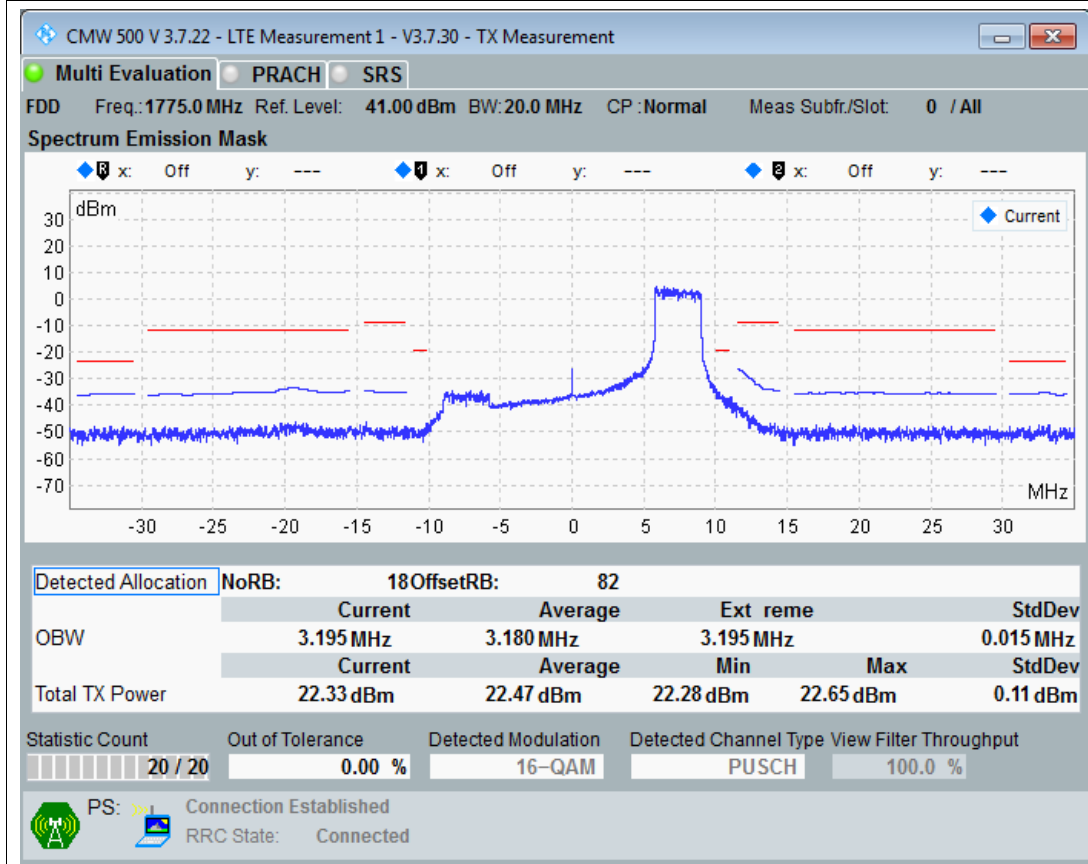 CMW 500 V 3.7.22 - LTE Measurement 1 - V3.7.30 - TX Measurement
Multi Evaluation PRACH SRS
FDD Freq.: 1775.0 MHz Ref. Level: 41.00 dBm BW: 20.0 MHz CP : Normal Meas Subfr./Slot: 0 / All
Spectrum Emission Mask
R x: Off y: --- 1 x: Off y: --- 2 x: Off y: ---
dBm
Current
30
20
10
0
-10
-20
-30
-40
-50
-60
-70
MHz
-30 -25 -20 -15 -10 -5 0 5 10 15 20 25 30
Detected Allocation NoRB: 18 OffsetRB: 82
Current Average Ext reme StdDev
OBW 3.195 MHz 3.180 MHz 3.195 MHz 0.015 MHz
Current Average Min Max StdDev
Total TX Power 22.33 dBm 22.47 dBm 22.28 dBm 22.65 dBm 0.11 dBm
Statistic Count Out of Tolerance Detected Modulation Detected Channel Type View Filter Throughput
20 / 20 0.00 % 16-QAM PUSCH 100.0 %
PS: Connection Established
RRC State: Connected